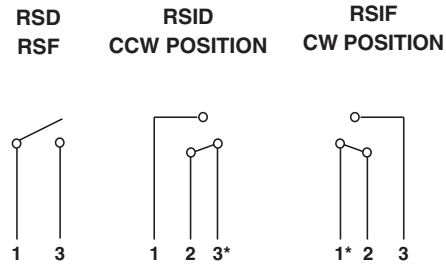 RSD
RSF
RSID
CCW POSITION
RSIF
CW POSITION
1 3
1 2 3*
1* 2 3